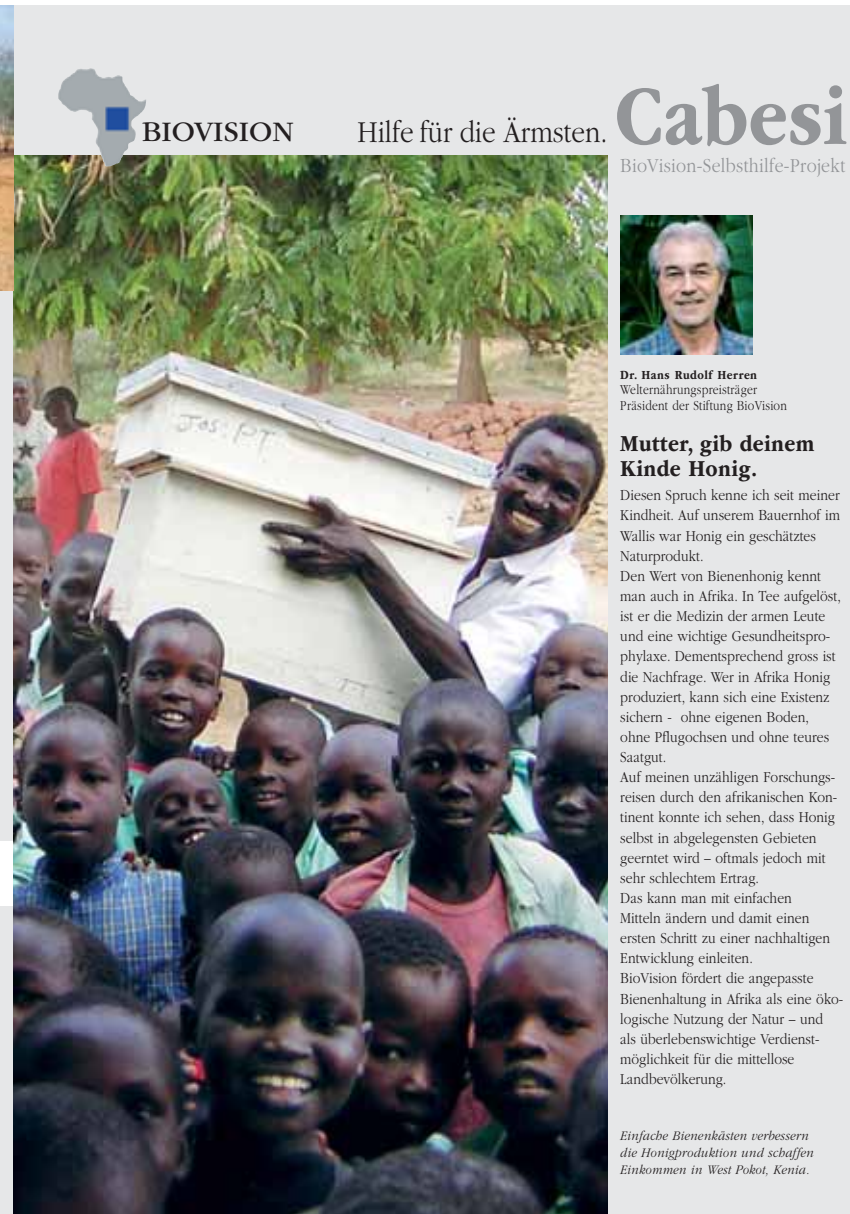 BIOVISION
Hilfe für die Ärmsten.
Cabesi
BioVision-Selbsthilfe-Projekt
Jos: PT
Dr. Hans Rudolf Herren
Welternährungspreisträger
Präsident der Stiftung BioVision
Mutter, gib deinem
Kinde Honig.
Diesen Spruch kenne ich seit meiner
Kindheit. Auf unserem Bauernhof im
Wallis war Honig ein geschätztes
Naturprodukt.
Den Wert von Bienenhonig kennt
man auch in Afrika. In Tee aufgelöst,
ist er die Medizin der armen Leute
und eine wichtige Gesundheitspro-
phylaxe. Dementsprechend gross ist
die Nachfrage. Wer in Afrika Honig
produziert, kann sich eine Existenz
sichern - ohne eigenen Boden,
ohne Pflugochsen und ohne teures
Saatgut.
Auf meinen unzähligen Forschungs-
reisen durch den afrikanischen Kon-
tinent konnte ich sehen, dass Honig
selbst in abgelegensten Gebieten
geerntet wird – oftmals jedoch mit
sehr schlechtem Ertrag.
Das kann man mit einfachen
Mitteln ändern und damit einen
ersten Schritt zu einer nachhaltigen
Entwicklung einleiten.
BioVision fördert die angepasste
Bienenhaltung in Afrika als eine öko-
logische Nutzung der Natur – und
als überlebenswichtige Verdienst-
möglichkeit für die mittellose
Landbevölkerung.
Einfache Bienenkästen verbessern
die Honigproduktion und schaffen
Einkommen in West Pokot, Kenia.